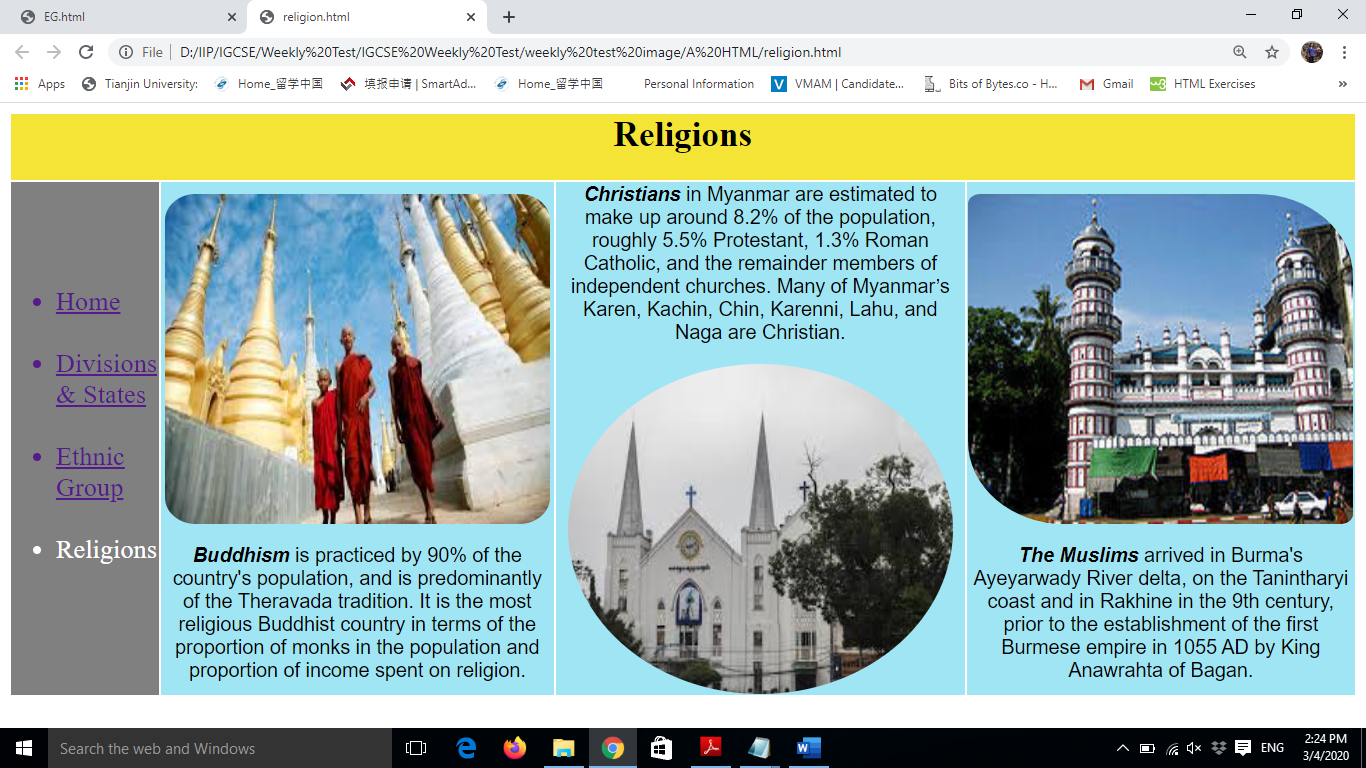 EG.html
religion.html
File
D:/IIP/IGCSE/Weekly%20Test/IGCSE%20Weekly%20Test/weekly%20test%20image/A%20HTML/religion.html
Apps
Tianjin University:
Home_留学中国
填报申请 | SmartAd...
Home_留学中国
Personal Information
VMAM | Candidate...
Bits of Bytes.co - H...
Gmail
HTML Exercises
»
Religions
Home
Divisions
& States
Ethnic
Group
Religions
Buddhism is practiced by 90% of the
country's population, and is predominantly
of the Theravada tradition. It is the most
religious Buddhist country in terms of the
proportion of monks in the population and
proportion of income spent on religion.
Christians in Myanmar are estimated to
make up around 8.2% of the population,
roughly 5.5% Protestant, 1.3% Roman
Catholic, and the remainder members of
independent churches. Many of Myanmar’s
Karen, Kachin, Chin, Karenni, Lahu, and
Naga are Christian.
The Muslims arrived in Burma's
Ayeyarwady River delta, on the Tanintharyi
coast and in Rakhine in the 9th century,
prior to the establishment of the first
Burmese empire in 1055 AD by King
Anawrahta of Bagan.
Search the web and Windows
ENG
2:24 PM
3/4/2020